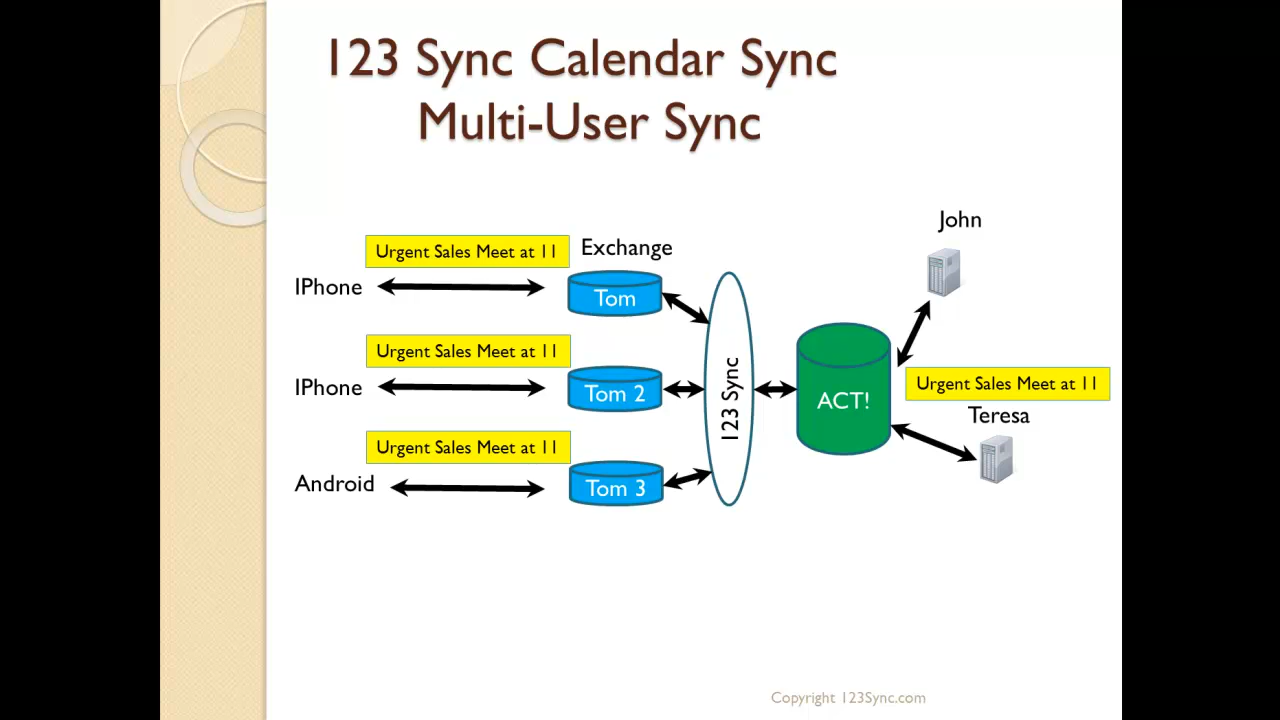 123 Sync Calendar Sync
Multi-User Sync
John
Urgent Sales Meet at 11
Exchange
IPhone
Tom
Urgent Sales Meet at 11
IPhone
Tom 2
123 Sync
ACT!
Urgent Sales Meet at 11
Teresa
Urgent Sales Meet at 11
Android
Tom 3
Copyright 123Sync.com